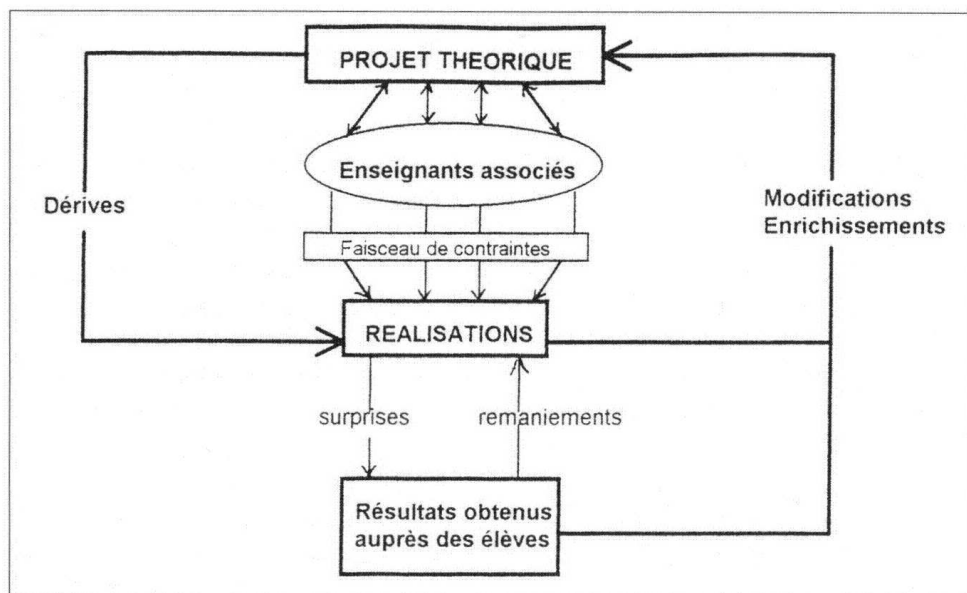 PROJET THEORIQUE
Enseignants associés
Dérives
Modifications
Enrichissements
Faisceau de contraintes
REALISATIONS
surprises
remaniements
Résultats obtenus
auprès des élèves